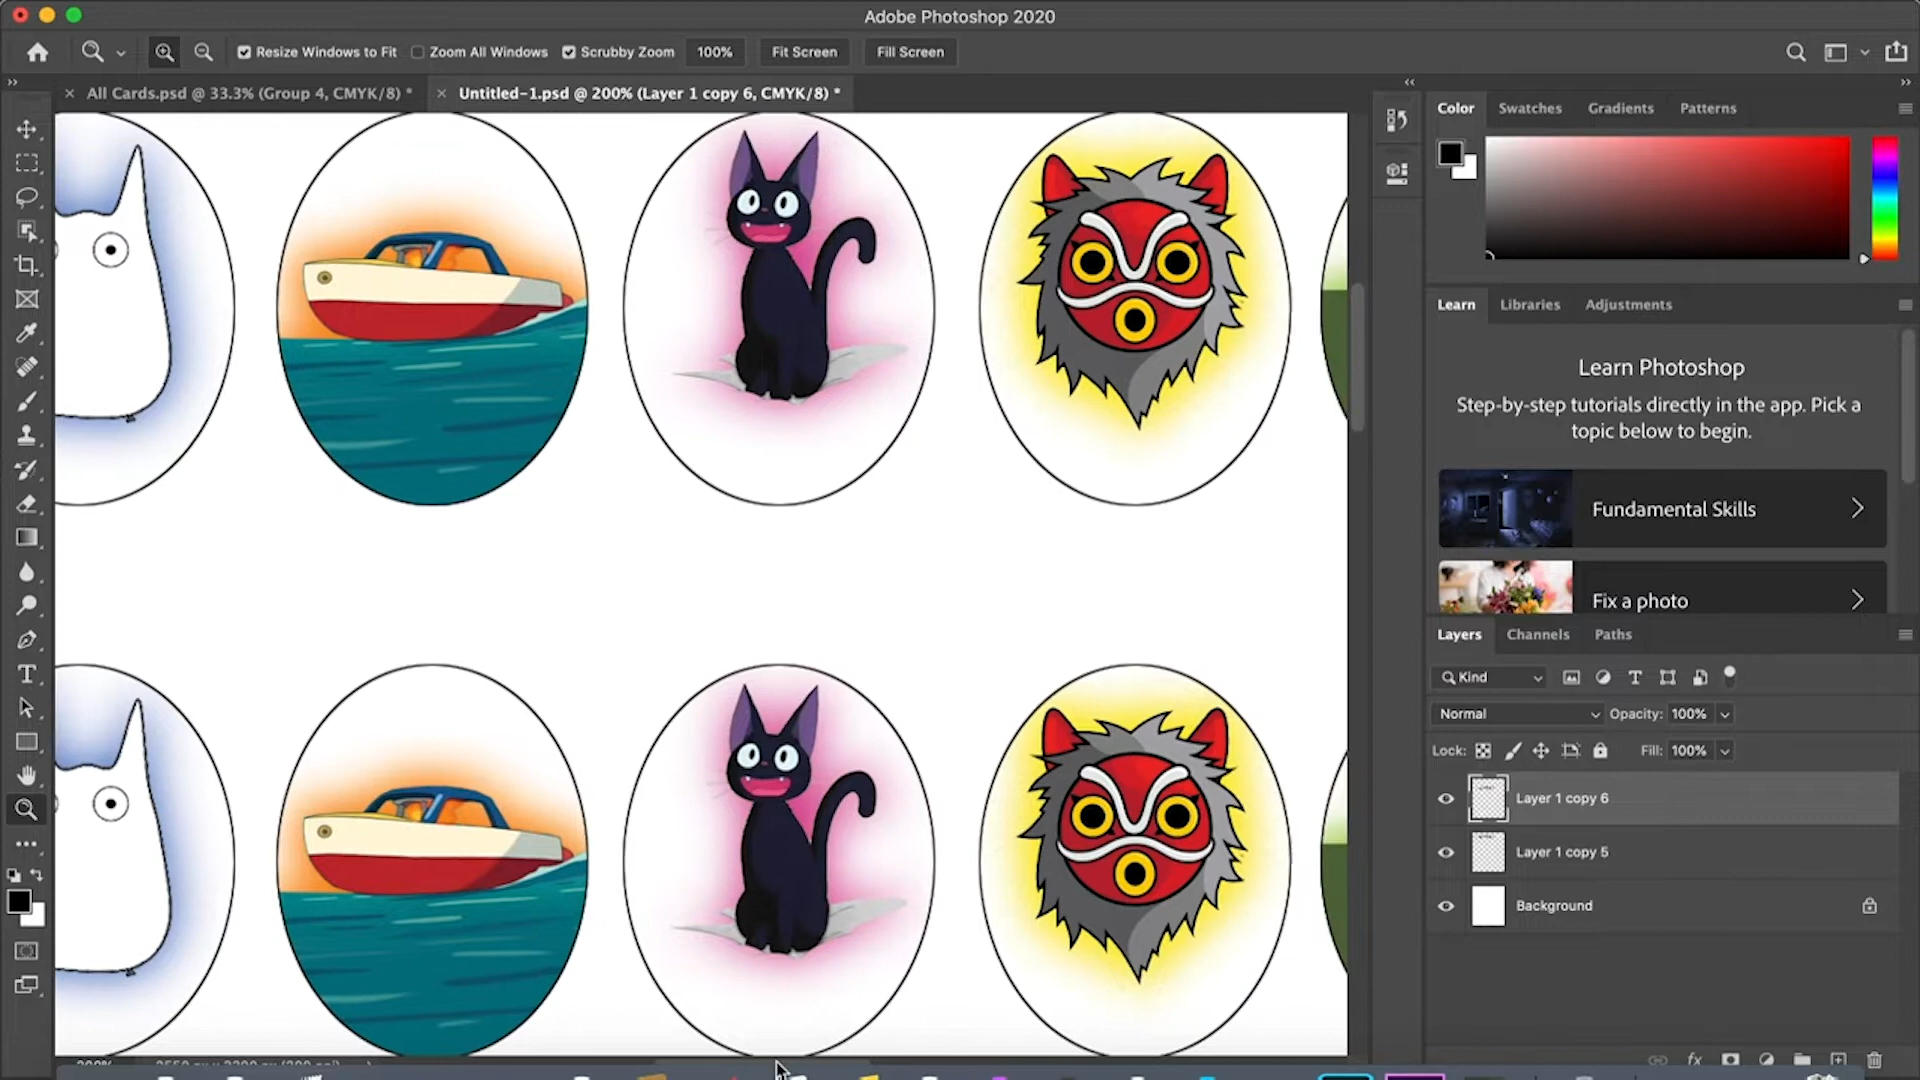 Adobe Photoshop 2020
Resize Windows to Fit
Zoom All Windows
Scrubby Zoom
100%
Fit Screen
Fill Screen
All Cards.psd @ 33.3% (Group 4, CMYK/8) *
Untitled-1.psd @ 200% (Layer 1 copy 6, CMYK/8) *
Color
Swatches
Gradients
Patterns
Learn
Libraries
Adjustments
Learn Photoshop
Step-by-step tutorials directly in the app. Pick a
topic below to begin.
Fundamental Skills
Fix a photo
Layers
Channels
Paths
Kind
Normal
Opacity: 100%
Lock:
Fill: 100%
Layer 1 copy 6
Layer 1 copy 5
Background
fx